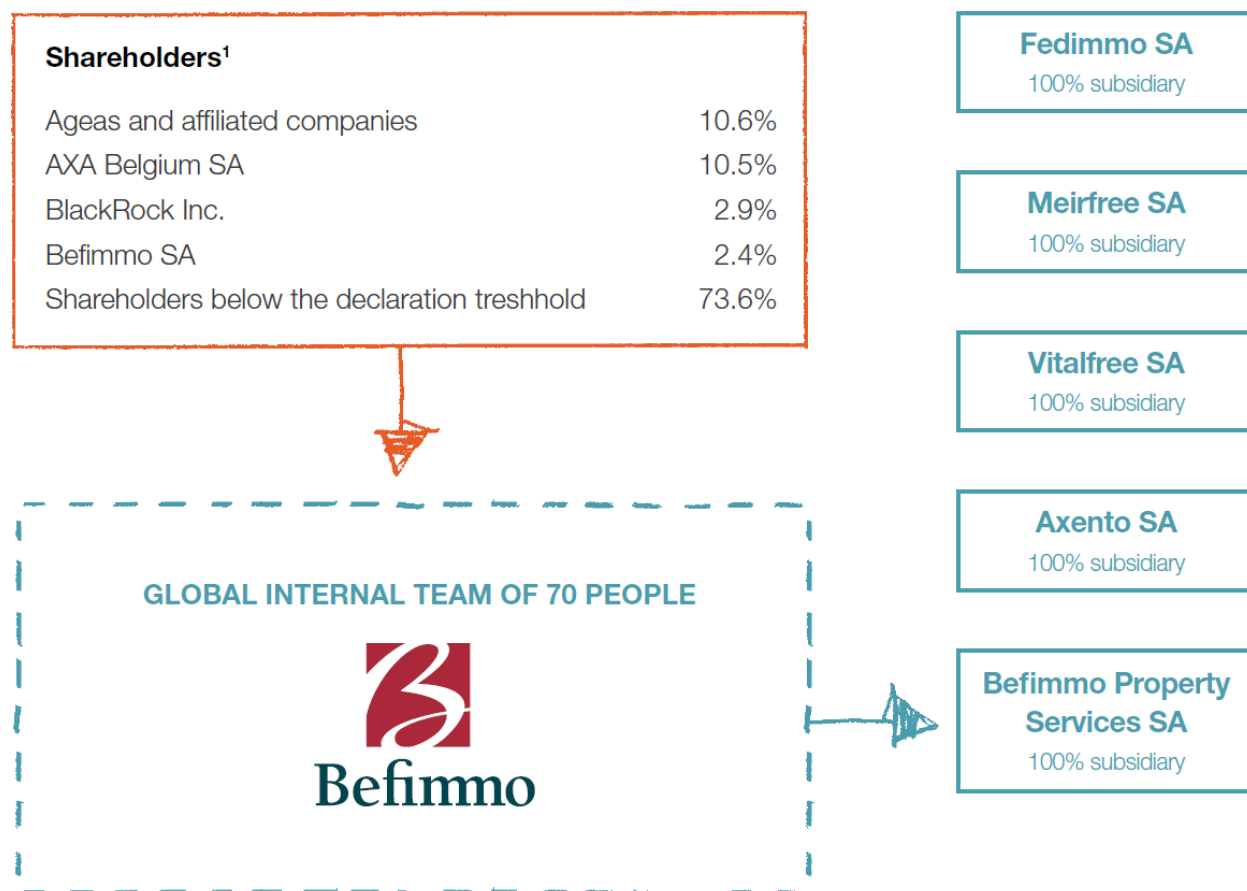 Shareholders¹
Ageas and affiliated companies 10.6%
AXA Belgium SA 10.5%
BlackRock Inc. 2.9%
Befimmo SA 2.4%
Shareholders below the declaration treshhold 73.6%
GLOBAL INTERNAL TEAM OF 70 PEOPLE
Befimmo
Fedimmo SA
100% subsidiary
Meirfree SA
100% subsidiary
Vitalfree SA
100% subsidiary
Axento SA
100% subsidiary
Befimmo Property
Services SA
100% subsidiary